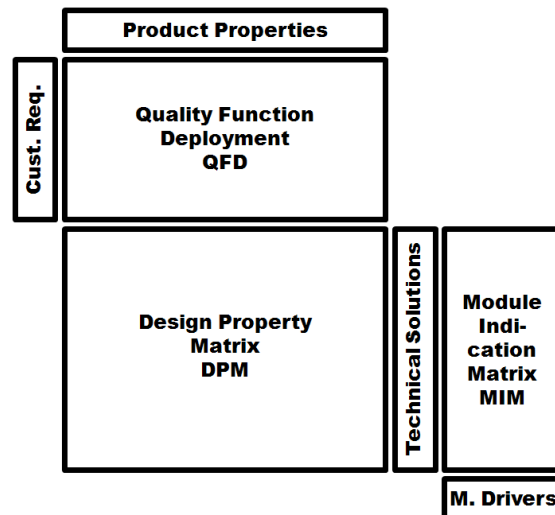 Product Properties
Cust. Req.
Quality Function
Deployment
QFD
Design Property
Matrix
DPM
Technical Solutions
Module
Indi-
cation
Matrix
MIM
M. Drivers